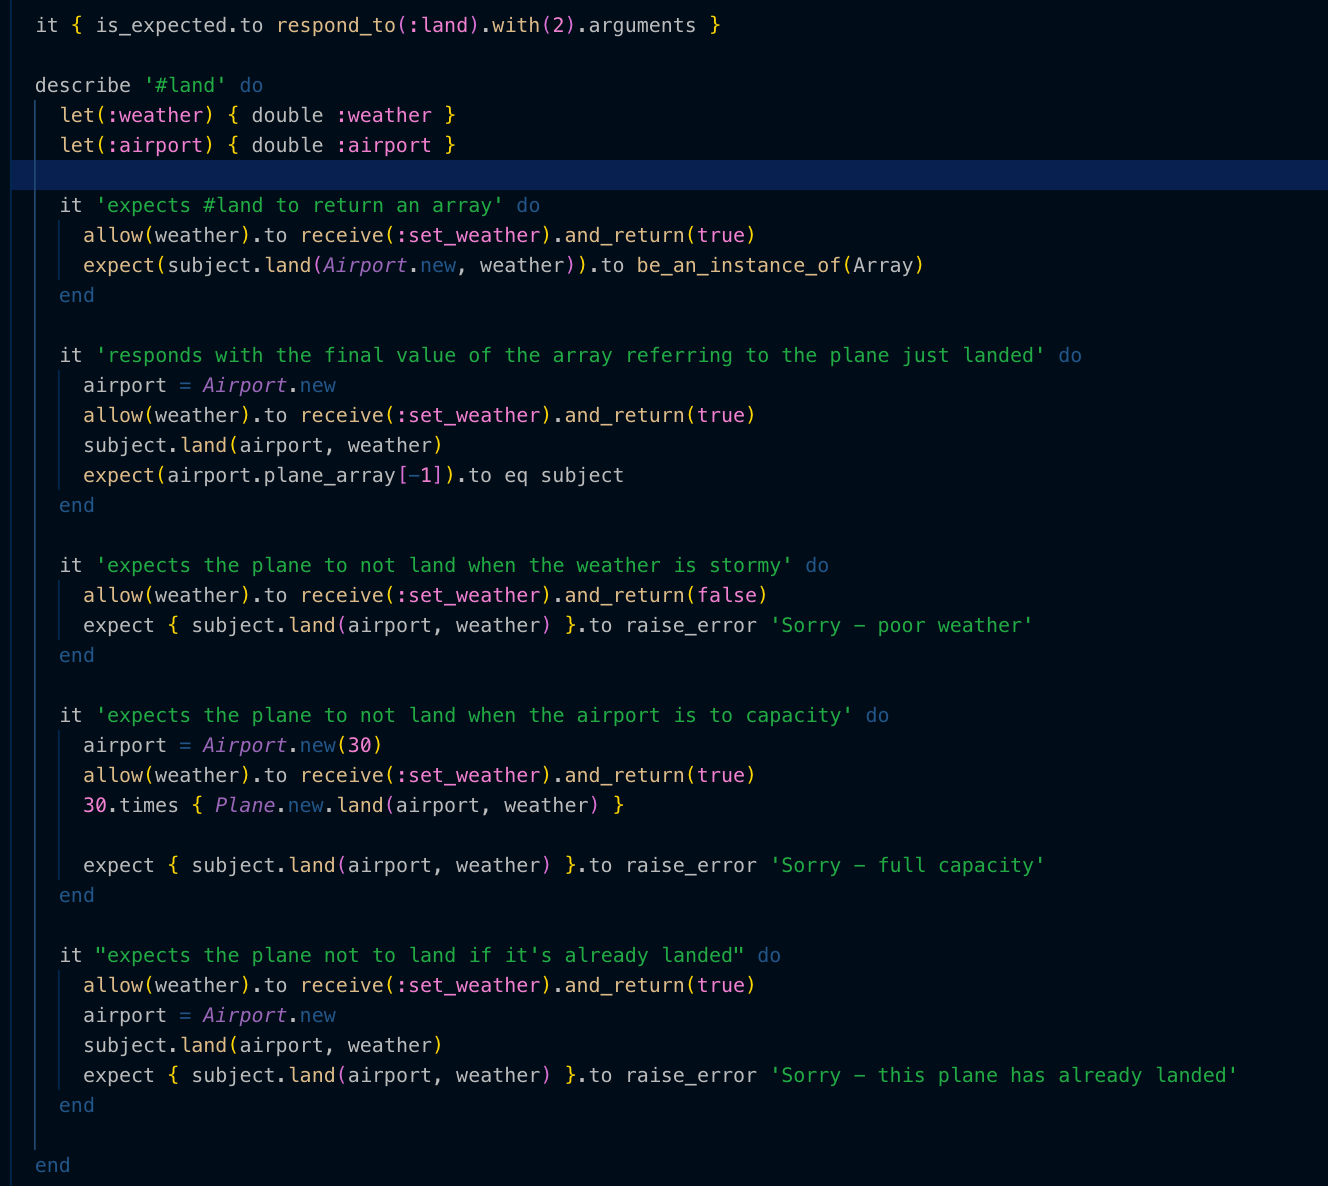 it { is_expected.to respond_to(:land).with(2).arguments }
describe '#land' do
let(:weather) { double :weather }
let(:airport) { double :airport }
it 'expects #land to return an array' do
allow(weather).to receive(:set_weather).and_return(true)
expect(subject.land(Airport.new, weather)).to be_an_instance_of(Array)
end
it 'responds with the final value of the array referring to the plane just landed' do
airport = Airport.new
allow(weather).to receive(:set_weather).and_return(true)
subject.land(airport, weather)
expect(airport.plane_array[-1]).to eq subject
end
it 'expects the plane to not land when the weather is stormy' do
allow(weather).to receive(:set_weather).and_return(false)
expect { subject.land(airport, weather) }.to raise_error 'Sorry - poor weather'
end
it 'expects the plane to not land when the airport is to capacity' do
airport = Airport.new(30)
allow(weather).to receive(:set_weather).and_return(true)
30.times { Plane.new.land(airport, weather) }
expect { subject.land(airport, weather) }.to raise_error 'Sorry - full capacity'
end
it "expects the plane not to land if it's already landed" do
allow(weather).to receive(:set_weather).and_return(true)
airport = Airport.new
subject.land(airport, weather)
expect { subject.land(airport, weather) }.to raise_error 'Sorry - this plane has already landed'
end
end